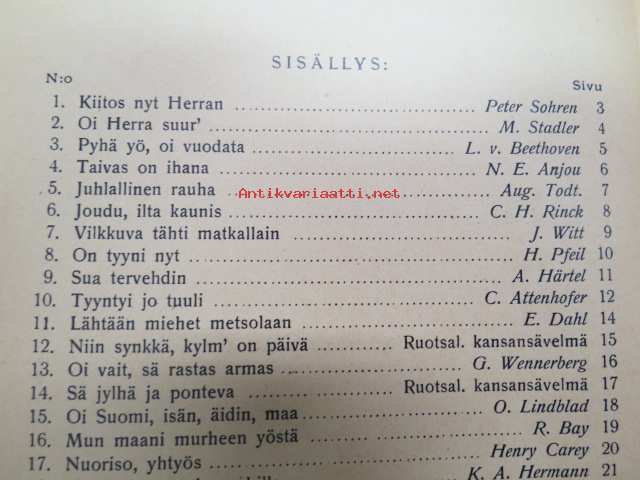 SISÄLLYS:
N:o Sivu
1. Kiitos nyt Herran Peter Sohren 3
2. Oi Herra suur' M. Stadler 4
3. Pyhä yö, oi vuodata L. v. Beethoven 5
4. Taivas on ihana N. E. Anjou 6
5. Juhlallinen rauha Aug. Todt. 7
Antikvariaatti.net
6. Joudu, ilta kaunis C. H. Rinck 8
7. Vilkkuva tähti matkallain J. Witt 9
8. On tyyni nyt H. Pfeil 10
9. Sua tervehdin A. Härtel 11
10. Tyyntyi jo tuuli C. Attenhofer 12
11. Lähtään miehet metsolaan E. Dahl 14
12. Niin synkkä, kylm' on päivä Ruotsal. kansansävelmä 15
13. Oi vait, sä rastas armas G. Wennerberg 16
14. Sä jylhä ja ponteva Ruotsal. kansansävelmä 17
15. Oi Suomi, isän, äidin, maa O. Lindblad 18
16. Mun maani murheen yöstä R. Bay 19
17. Nuoriso, yhtyös Henry Carey 20
K. A. Hermann 21